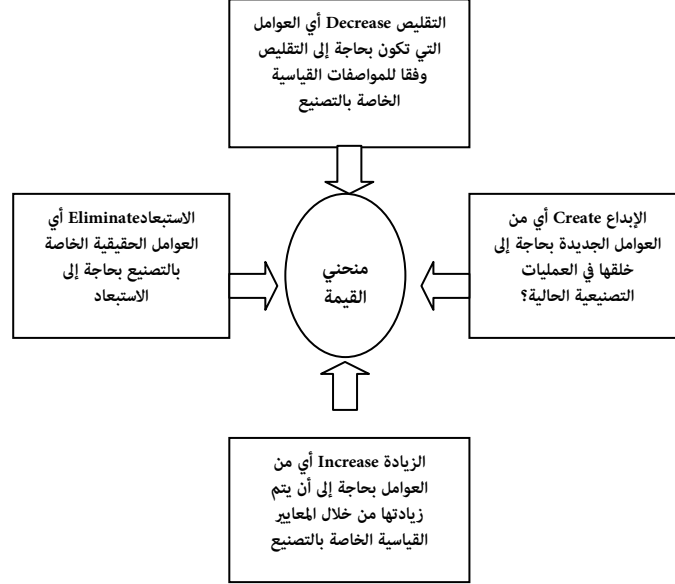 التقليص Decrease أي العوامل
التي تكون بحاجة إلى التقليص
وفقا للمواصفات القياسية
الخاصة بالتصنيع
الإبداع Create أي من
العوامل الجديدة بحاجة إلى
خلقها في العمليات
التصنيعية الحالية؟
منحني
القيمة
الاستبعادEliminate أي
العوامل الحقيقية الخاصة
بالتصنيع بحاجة إلى
الاستبعاد
الزيادة Increase أي من
العوامل بحاجة إلى أن يتم
زيادتها من خلال المعايير
القياسية الخاصة بالتصنيع